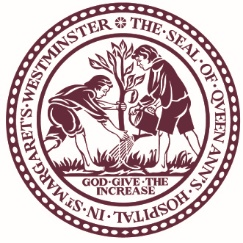 THE·SEAL·OF·QVEEN·ANN'S·HOSPITAL·IN·ST MARGARET'S·WESTMINSTER
GOD·GIVE·THE
INCREASE